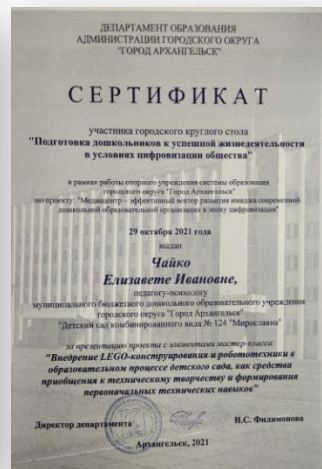 ДЕПАРТАМЕНТ ОБРАЗОВАНИЯ
АДМИНИСТРАЦИИ ГОРОДСКОГО ОКРУГА
"ГОРОД АРХАНГЕЛЬСК"
СЕРТИФИКАТ
участника городского круглого стола
"Подготовка дошкольников к успешной жизнедеятельности
в условиях цифровизации общества"
в рамках работы опорного учреждения системы образования
городского округа "Город Архангельск"
по проекту: "Медиацентр – эффективный вектор развития имиджа современной
дошкольной образовательной организации в эпоху цифровизации"
29 октября 2021 года
выдан
Чайко
Елизавете Ивановне,
педагогу-психологу
муниципального бюджетного дошкольного образовательного учреждения
городского округа "Город Архангельск"
"Детский сад комбинированного вида № 124 "Мирославна"
за презентацию проекта с элементами мастер-класса
"Внедрение LEGO-конструирования и робототехники в
образовательном процессе детского сада, как средства
приобщения к техническому творчеству и формирования
первоначальных технических навыков"
Директор департамента Н.С. Филимонова
Архангельск, 2021